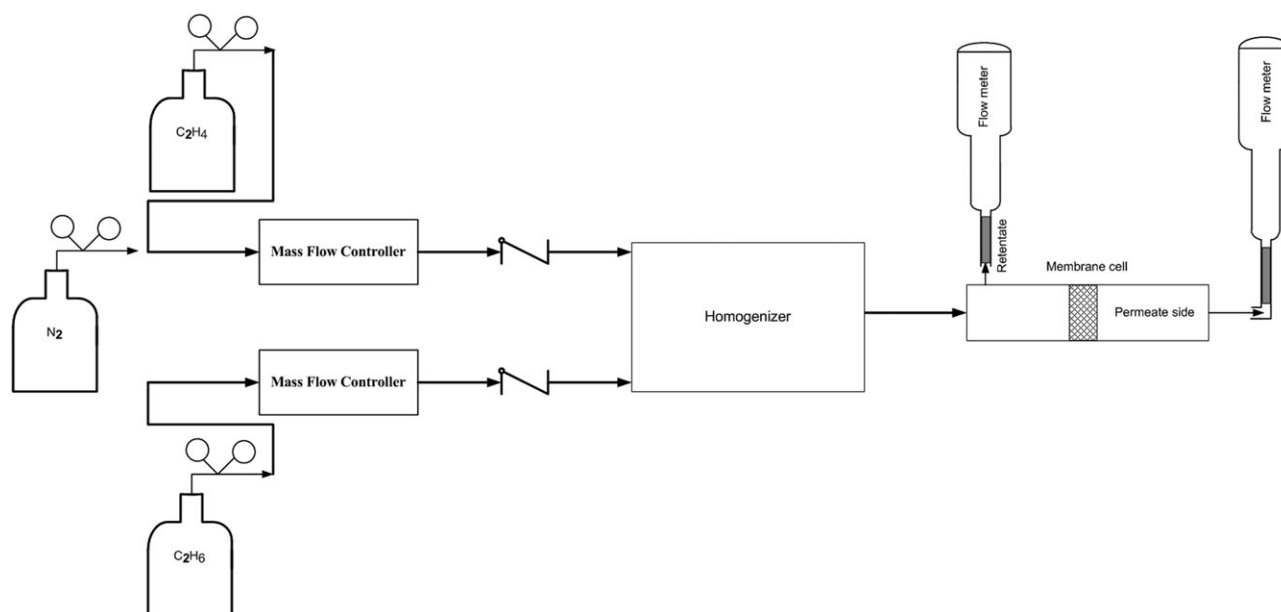 C2H4
Flow meter
Flow meter
Mass Flow Controller
Retentate
Membrane cell
N2
Homogenizer
Permeate side
Mass Flow Controller
C2H6